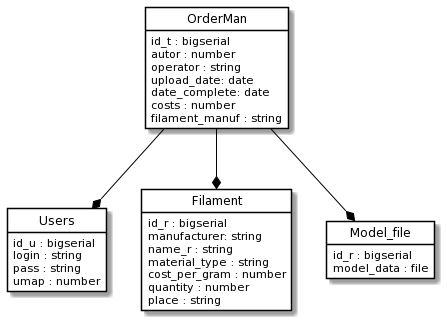 OrderMan
id_t : bigserial
autor : number
operator : string
upload_date: date
date_complete: date
costs : number
filament_manuf : string
Users
id_u : bigserial
login : string
pass : string
umap : number
Filament
id_r : bigserial
manufacturer: string
name_r : string
material_type : string
cost_per_gram : number
quantity : number
place : string
Model_file
id_r : bigserial
model_data : file